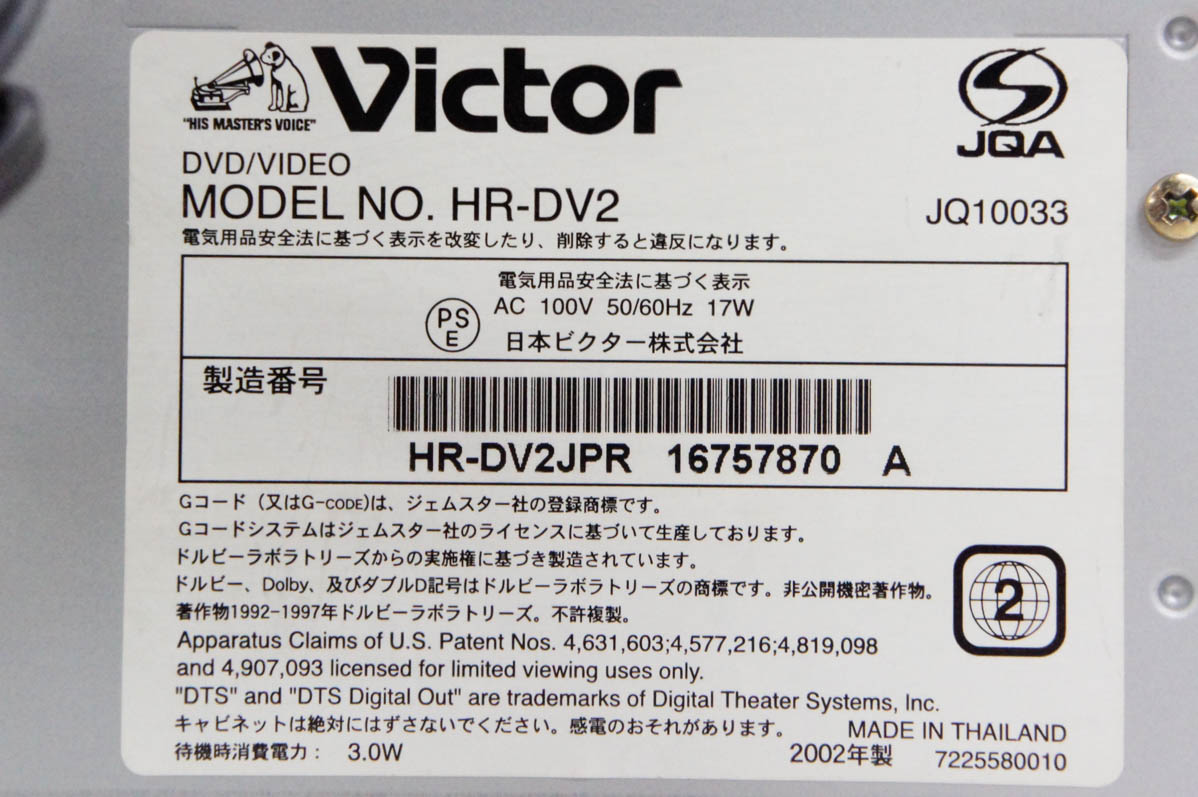 Victor
"HIS MASTER'S VOICE"
JQA
DVD/VIDEO
MODEL NO. HR-DV2
JQ10033
電気用品安全法に基づく表示を改変したり、削除すると違反になります。
電気用品安全法に基づく表示
PS
E
AC 100V 50/60Hz 17W
日本ビクター株式会社
製造番号
HR-DV2JPR 16757870 A
Gコード（又はG-CODE)は、ジェムスター社の登録商標です。
Gコードシステムはジェムスター社のライセンスに基づいて生産しております。
ドルビーラボラトリーズからの実施権に基づき製造されています。
ドルビー、Dolby、及びダブルD記号はドルビーラボラトリーズの商標です。非公開機密著作物。
著作物1992-1997年ドルビーラボラトリーズ。不許複製。
2
Apparatus Claims of U.S. Patent Nos. 4,631,603;4,577,216;4,819,098
and 4,907,093 licensed for limited viewing uses only.
"DTS" and "DTS Digital Out" are trademarks of Digital Theater Systems, Inc.
キャビネットは絶対にはずさないでください。感電のおそれがあります。
MADE IN THAILAND
待機時消費電力： 3.0W
2002年製
7225580010